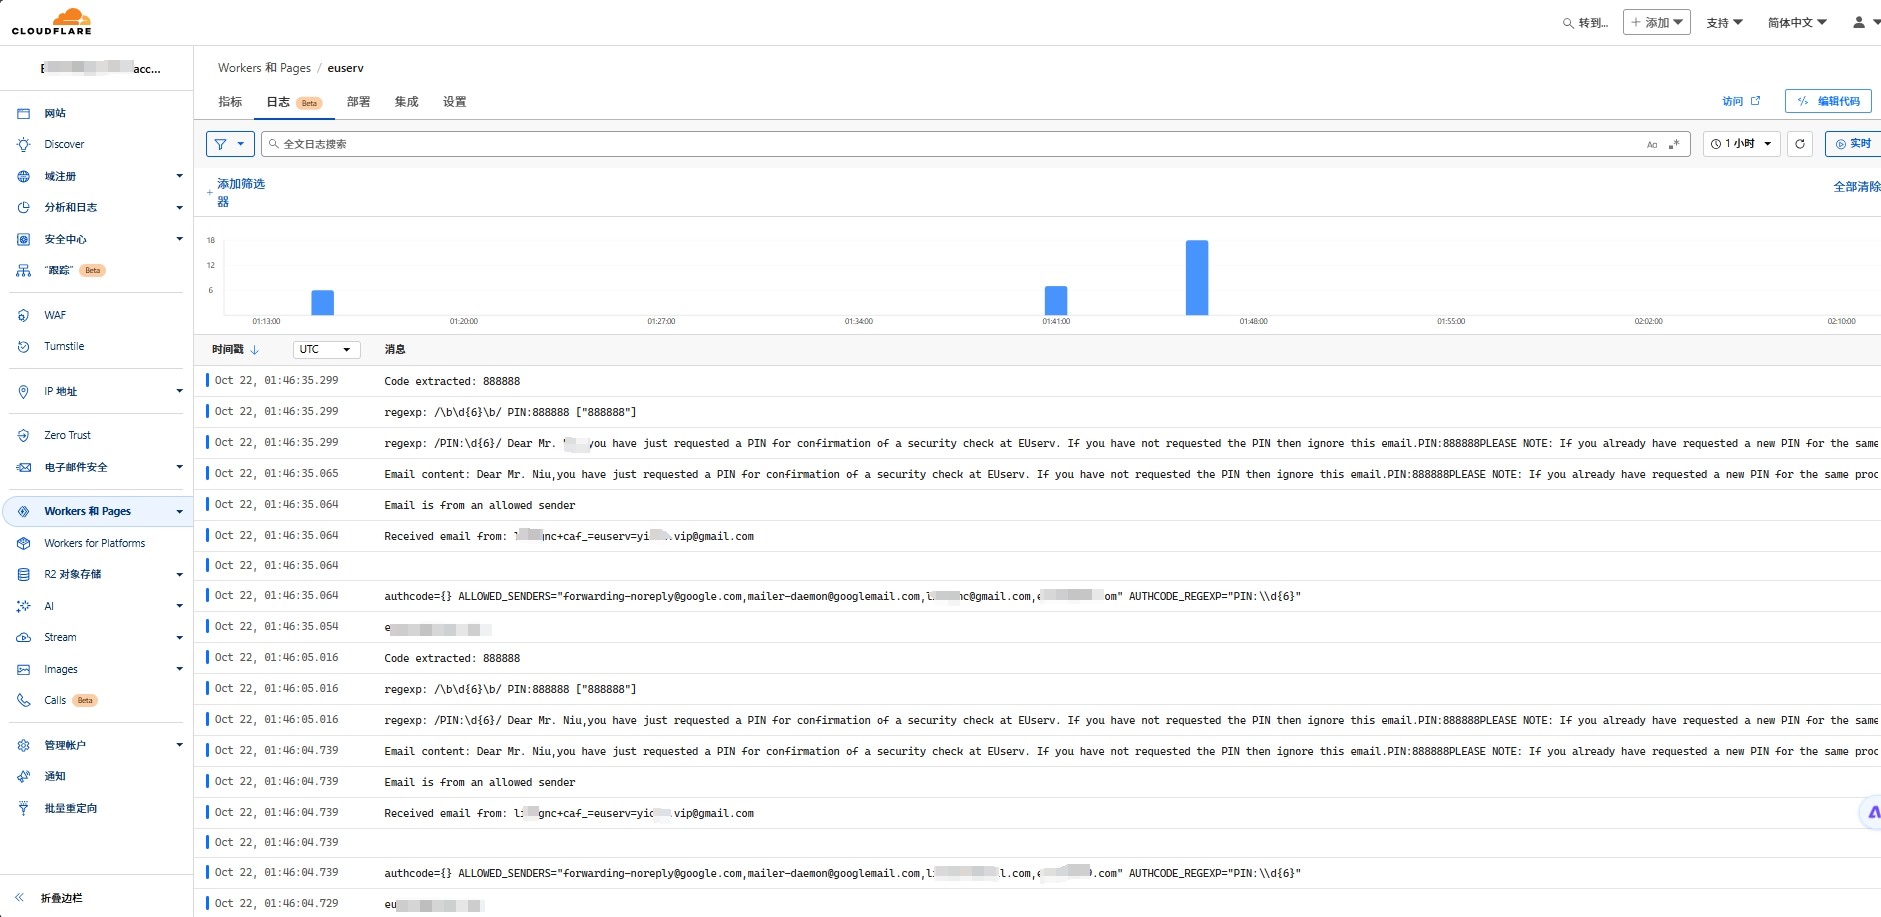 CLOUDFLARE
转到...
+ 添加
支持
简体中文
acc...
网站
Discover
域注册
分析和日志
安全中心
"跟踪" Beta
WAF
Turnstile
IP 地址
Zero Trust
电子邮件安全
Workers 和 Pages
Workers for Platforms
R2 对象存储
AI
Stream
Images
Calls Beta
管理帐户
通知
批量重定向
折叠边栏
Workers 和 Pages / euserv
指标 日志 Beta 部署 集成 设置
访问
编辑代码
全文日志搜索
Aa .*
1 小时
实时
+ 添加筛选
器
全部清除
18
12
6
01:13:00 01:20:00 01:27:00 01:34:00 01:41:00 01:48:00 01:55:00 02:02:00 02:10:00
时间戳 ↓ UTC 消息
Oct 22, 01:46:35.299 Code extracted: 888888
Oct 22, 01:46:35.299 regexp: /\b\d{6}\b/ PIN:888888 ["888888"]
Oct 22, 01:46:35.299 regexp: /PIN:\d{6}/ Dear Mr. you have just requested a PIN for confirmation of a security check at EUserv. If you have not requested the PIN then ignore this email.PIN:888888PLEASE NOTE: If you already have requested a new PIN for the same
Oct 22, 01:46:35.065 Email content: Dear Mr. Niu,you have just requested a PIN for confirmation of a security check at EUserv. If you have not requested the PIN then ignore this email.PIN:888888PLEASE NOTE: If you already have requested a new PIN for the same proc
Oct 22, 01:46:35.064 Email is from an allowed sender
Oct 22, 01:46:35.064 Received email from: gnc+caf_=euserv=yi .vip@gmail.com
Oct 22, 01:46:35.064
Oct 22, 01:46:35.064 authcode={} ALLOWED_SENDERS="forwarding-noreply@google.com,mailer-daemon@googlemail.com,l c@gmail.com,e om" AUTHCODE_REGEXP="PIN:\\d{6}"
Oct 22, 01:46:35.054 e
Oct 22, 01:46:05.016 Code extracted: 888888
Oct 22, 01:46:05.016 regexp: /\b\d{6}\b/ PIN:888888 ["888888"]
Oct 22, 01:46:05.016 regexp: /PIN:\d{6}/ Dear Mr. Niu,you have just requested a PIN for confirmation of a security check at EUserv. If you have not requested the PIN then ignore this email.PIN:888888PLEASE NOTE: If you already have requested a new PIN for the same
Oct 22, 01:46:04.739 Email content: Dear Mr. Niu,you have just requested a PIN for confirmation of a security check at EUserv. If you have not requested the PIN then ignore this email.PIN:888888PLEASE NOTE: If you already have requested a new PIN for the same proc
Oct 22, 01:46:04.739 Email is from an allowed sender
Oct 22, 01:46:04.739 Received email from: li gnc+caf_=euserv=yi .vip@gmail.com
Oct 22, 01:46:04.739
Oct 22, 01:46:04.739 authcode={} ALLOWED_SENDERS="forwarding-noreply@google.com,mailer-daemon@googlemail.com,l l.com,e .com" AUTHCODE_REGEXP="PIN:\\d{6}"
Oct 22, 01:46:04.729 eu